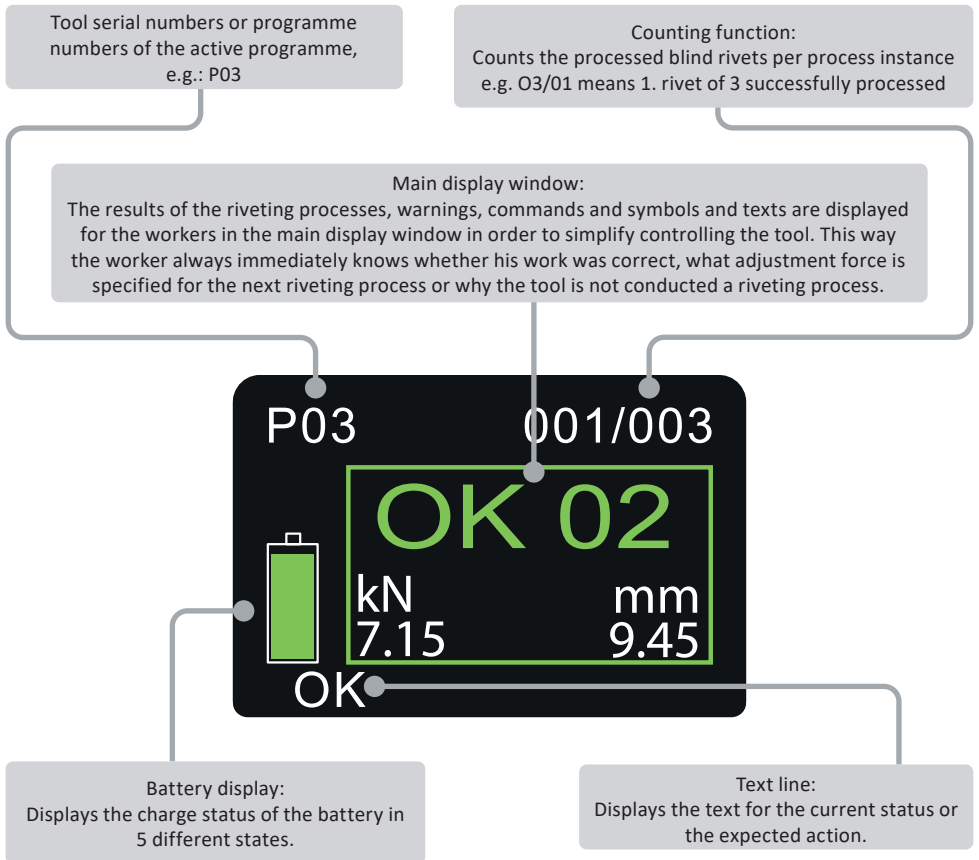 Tool serial numbers or programme
numbers of the active programme,
e.g.: P03
Counting function:
Counts the processed blind rivets per process instance
e.g. O3/01 means 1. rivet of 3 successfully processed
Main display window:
The results of the riveting processes, warnings, commands and symbols and texts are displayed
for the workers in the main display window in order to simplify controlling the tool. This way
the worker always immediately knows whether his work was correct, what adjustment force is
specified for the next riveting process or why the tool is not conducted a riveting process.
P03
001/003
OK 02
kN
mm
7.15
9.45
OK
Battery display:
Displays the charge status of the battery in
5 different states.
Text line:
Displays the text for the current status or
the expected action.